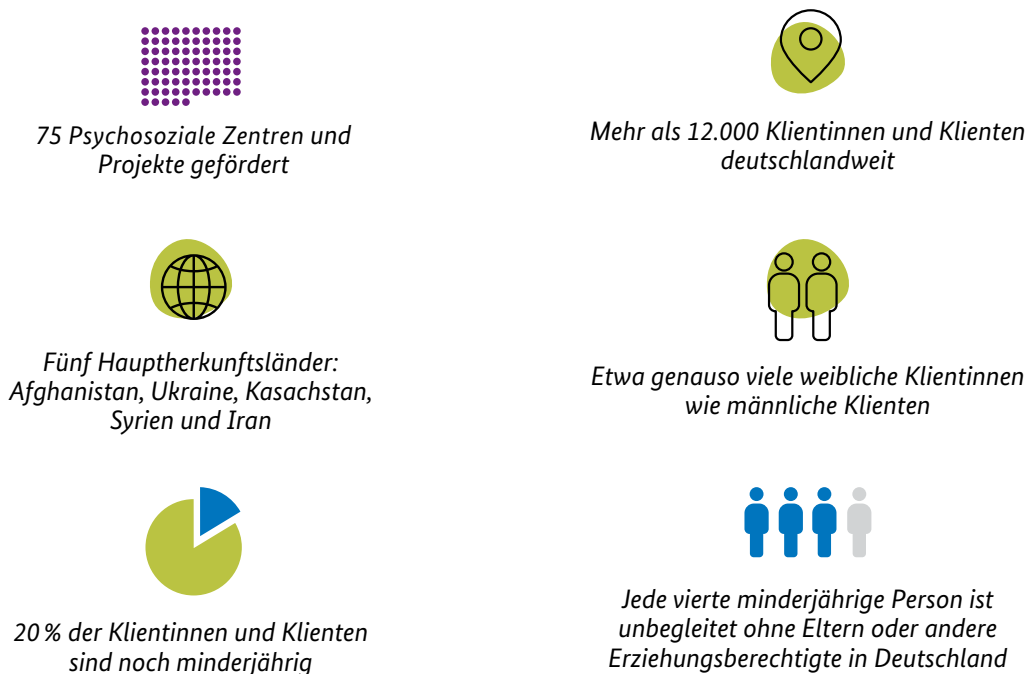 75 Psychosoziale Zentren und
Projekte gefördert
Mehr als 12.000 Klientinnen und Klienten
deutschlandweit
Fünf Hauptherkunftsländer:
Afghanistan, Ukraine, Kasachstan,
Syrien und Iran
Etwa genauso viele weibliche Klientinnen
wie männliche Klienten
20 % der Klientinnen und Klienten
sind noch minderjährig
Jede vierte minderjährige Person ist
unbegleitet ohne Eltern oder andere
Erziehungsberechtigte in Deutschland